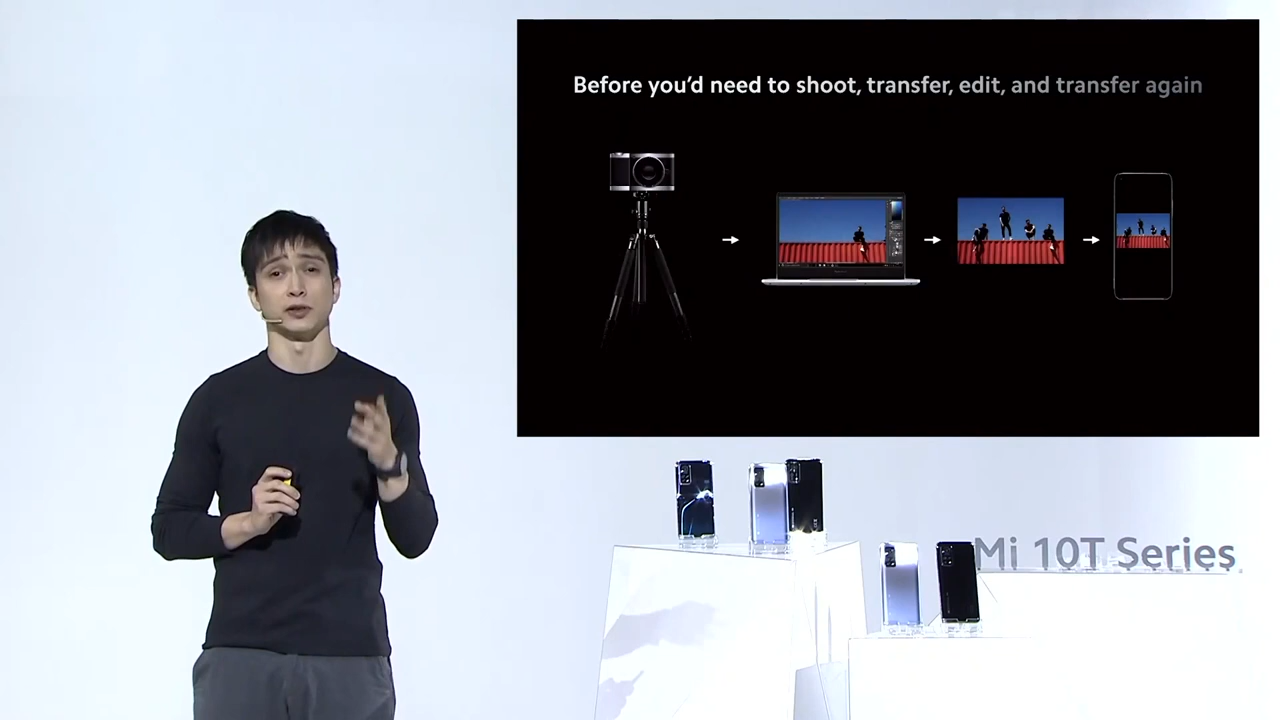 Before you'd need to shoot, transfer, edit, and transfer again
Mi 10T Series